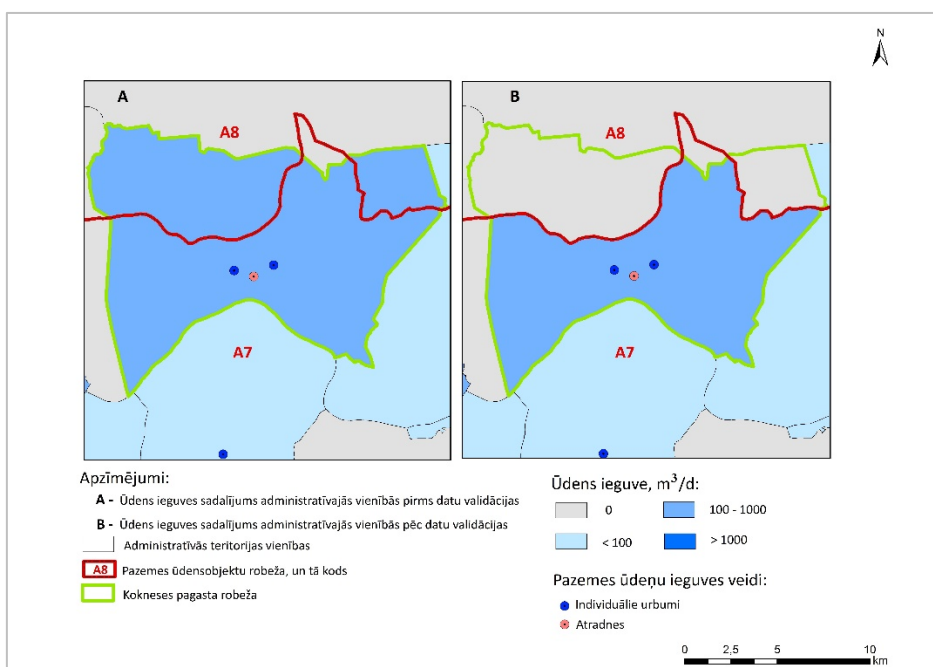 N
A
B
A8
A8
A7
A7
Apzīmējumi:
A - Ūdens ieguves sadalījums administratīvajās vienībās pirms datu validācijas
B - Ūdens ieguves sadalījums administratīvajās vienībās pēc datu validācijas
Administratīvās teritorijas vienības
A8 Pazemes ūdensobjektu robeža, un tā kods
Kokneses pagasta robeža
Ūdens ieguve, m³/d:
0 100 - 1000
< 100 > 1000
Pazemes ūdeņu ieguves veidi:
Individuālie urbumi
Atradnes
0 2,5 5 10
km